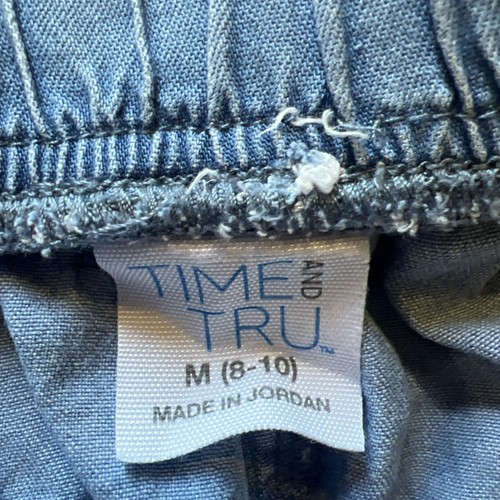 TIME AND
TRU™
M (8-10)
MADE IN JORDAN